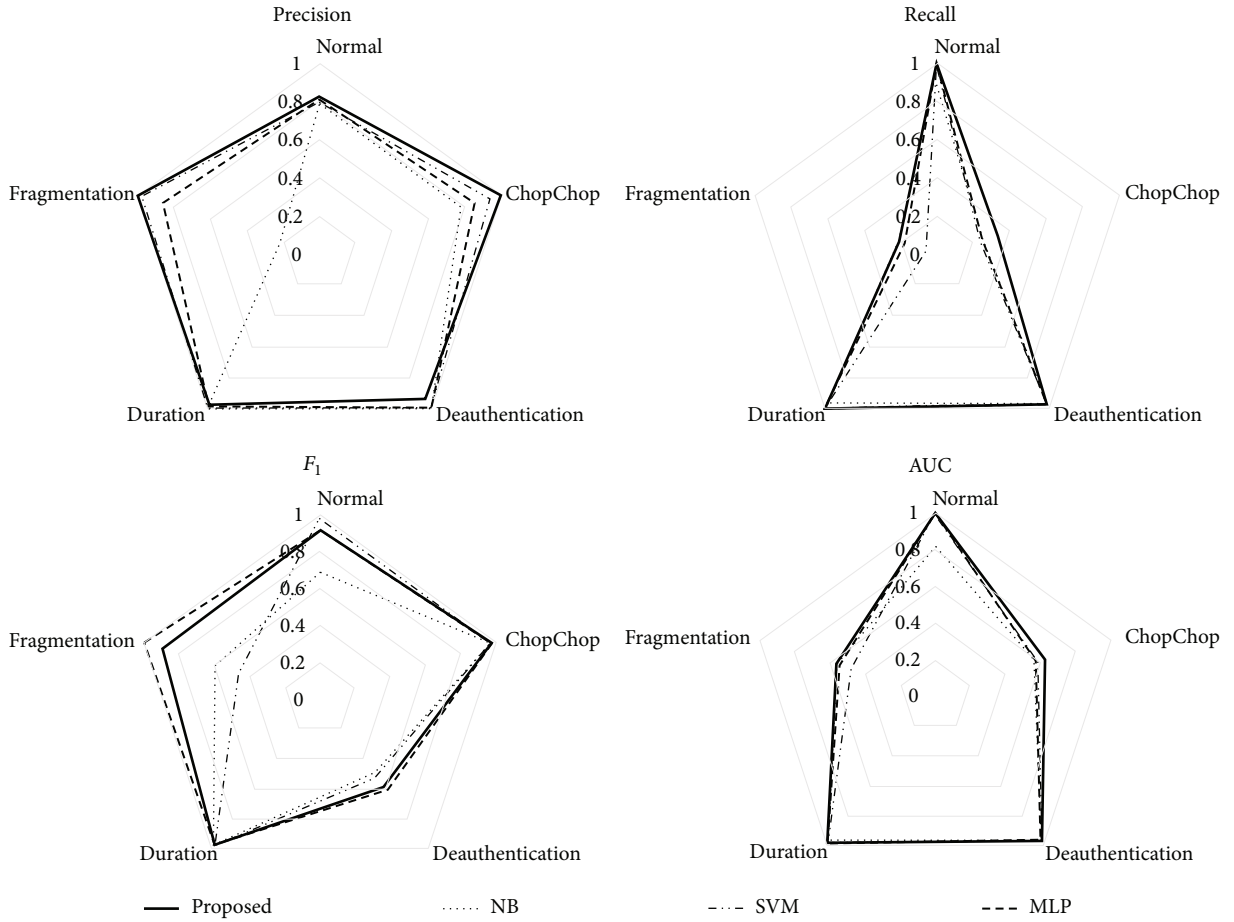 Precision
Normal
1
0.8
0.6
0.4
0.2
0
Fragmentation
ChopChop
Duration
Deauthentication
Recall
Normal
1
0.8
0.6
0.4
0.2
0
Fragmentation
ChopChop
Duration
Deauthentication
F1
Normal
1
0.8
0.6
0.4
0.2
0
Fragmentation
ChopChop
Duration
Deauthentication
AUC
Normal
1
0.8
0.6
0.4
0.2
0
Fragmentation
ChopChop
Duration
Deauthentication
Proposed
NB
SVM
MLP